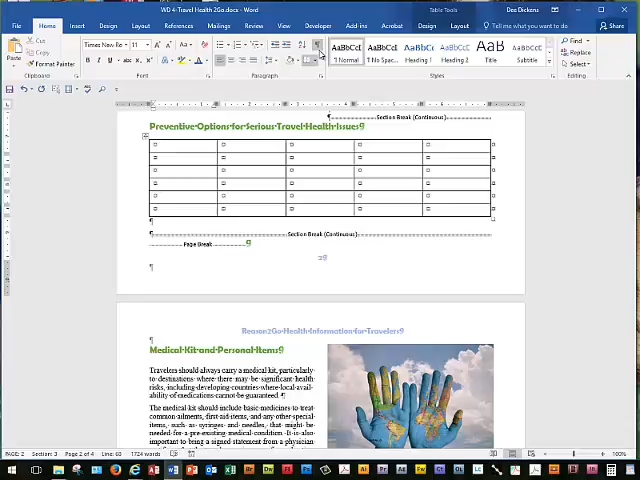 WD 4-Travel Health 2Go.docx - Word
Table Tools
Dee Dickens
File Home Insert Draw Design Layout References Mailings Review View Developer Add-ins Acrobat Design Layout Tell me what you want to do Share
Cut
Copy
Paste
Format Painter
Clipboard
Times New Ro 11
Font
Paragraph
AaBbCcI AaBbCcI AaBbCcI AaBbCcI AaB AaBbCcI
¶ Normal ¶ No Spac... Heading 1 Heading 2 Title Subtitle
Styles
Find
Replace
Select
Editing
Section Break (Continuous)
Preventive·Options·for·Serious·Travel·Health·Issues¶
Section Break (Continuous)
Page Break
Reason2Go·Health·Information·for·Travelers¶
Medical·Kit·and·Personal·Items¶
Travelers should always carry a medical kit, particularly
to destinations where there may be significant health
risks, including developing countries where local avail-
ability of medications cannot be guaranteed. ¶
The medical kit should include basic medicines to treat
common ailments, first-aid items, and any other special
items, such as syringes and needles, that might be
needed for a pre-existing medical condition. It is also
important to bring a signed statement from a physician
PAGE: 2 Section: 3 Page 2 of 4 Line: 63 1724 words
100%